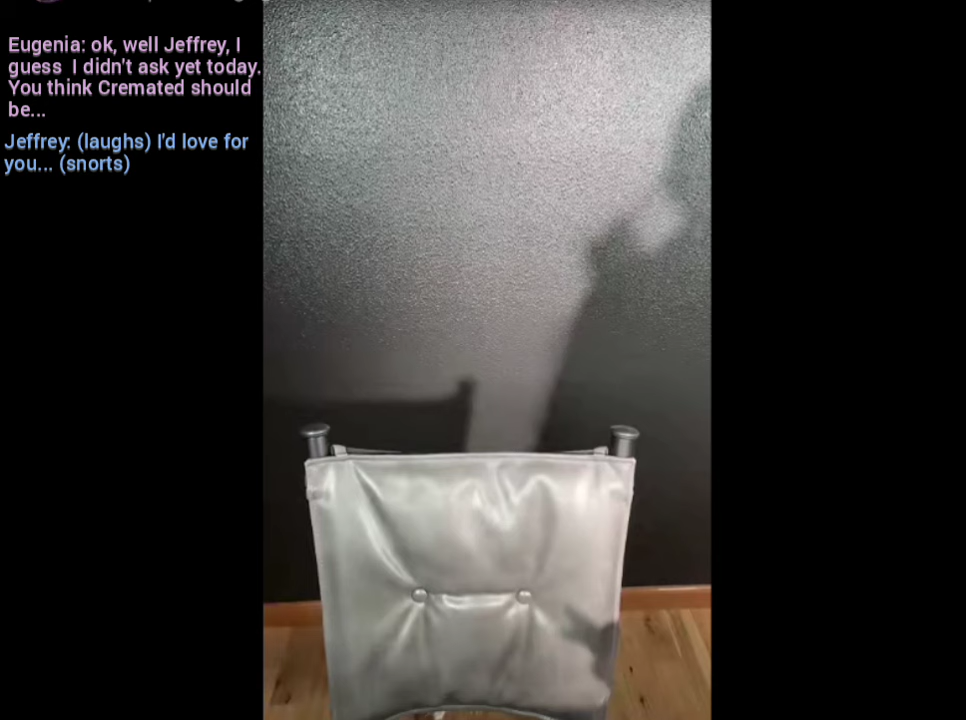 Eugenia: ok, well Jeffrey, I
guess I didn't ask yet today.
You think Cremated should
be...
Jeffrey: (laughs) I'd love for
you... (snorts)